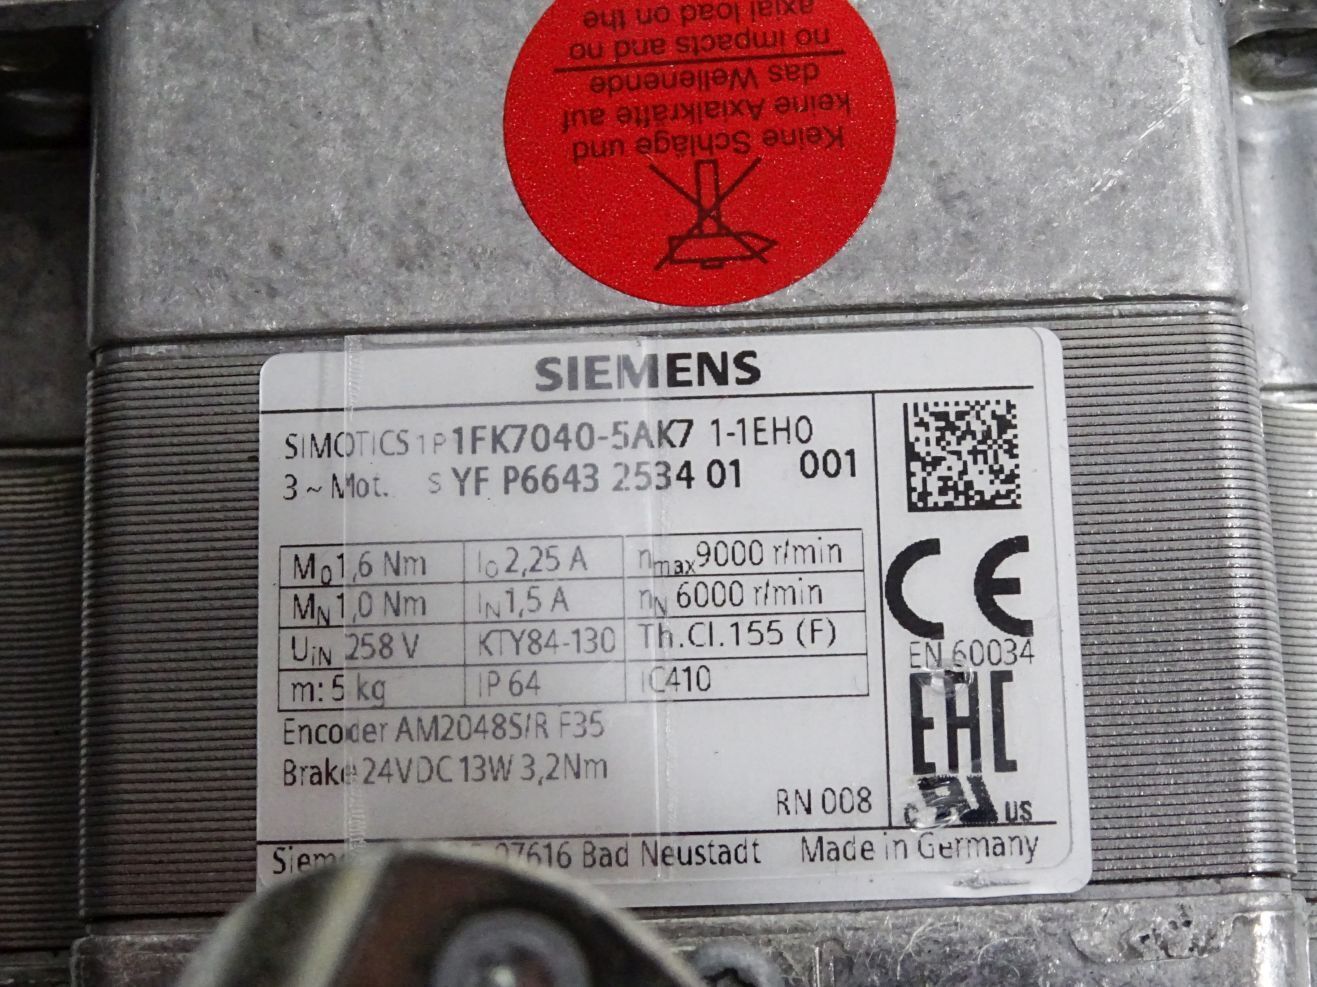 Keine Schläge und
keine Axialkräfte auf
das Wellenende
no impacts and no
axial load on the
SIEMENS
SIMOTICS 1P 1FK7040-5AK7 1-1EH0
3 ~ Mot. S YF P6643 2534 01 001
M0 1,6 Nm I0 2,25 A nmax 9000 r/min
MN 1,0 Nm IN 1,5 A nN 6000 r/min
UiN 258 V KTY84-130 Th.Cl.155 (F)
m: 5 kg IP 64 IC410
Encoder AM2048S/R F35
Brake 24VDC 13W 3,2Nm
RN 008
CE
EN 60034
EAC
c US
97616 Bad Neustadt Made in Germany